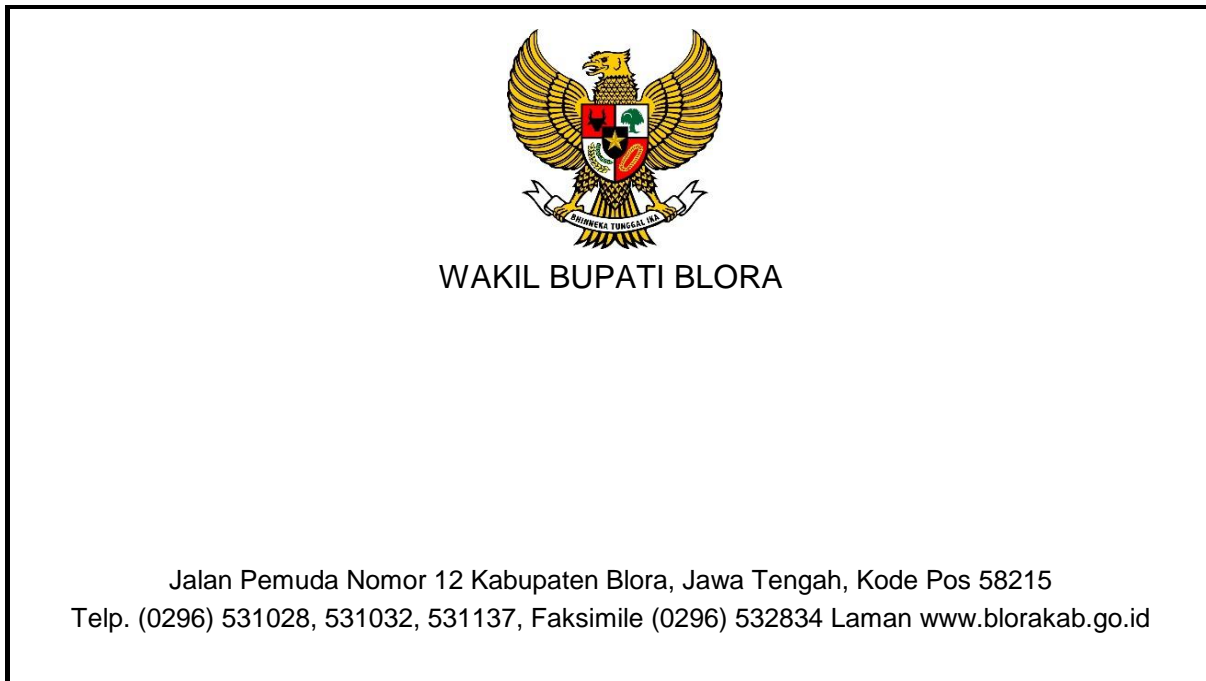 BHINNEKA TUNGGAL IKA
WAKIL BUPATI BLORA
Jalan Pemuda Nomor 12 Kabupaten Blora, Jawa Tengah, Kode Pos 58215
Telp. (0296) 531028, 531032, 531137, Faksimile (0296) 532834 Laman www.blorakab.go.id